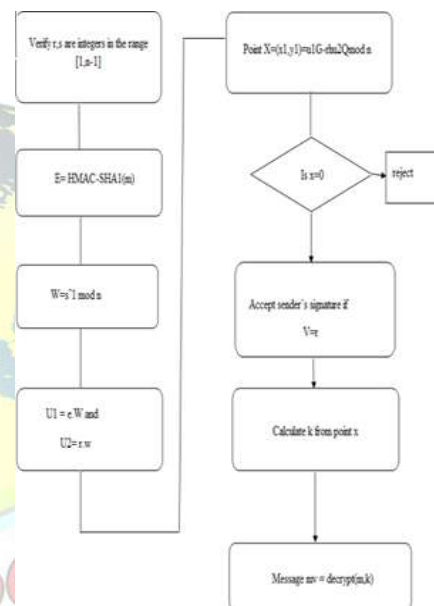 Verify r,s are integers in the range
[1,n-1]
E= HMAC-SHA1(m)
W=s^1 mod n
U1 = e.W and
U2= r.w
Point X=(x1,y1)=u1G-rhu2Qmod n
Is x=0
reject
Accept sender`s signature if
V=r
Calculate k from point x
Message mv = decrypt(m,k)